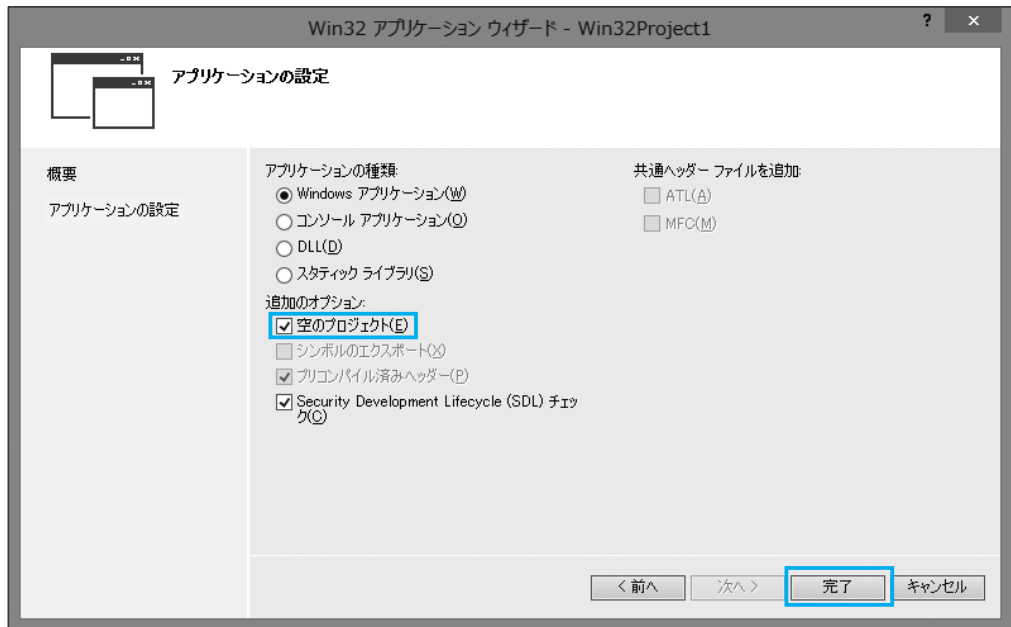 Win32 アプリケーション ウィザード - Win32Project1
? ×
アプリケーションの設定
概要
アプリケーションの設定
アプリケーションの種類:
Windows アプリケーション(W)
コンソール アプリケーション(O)
DLL(D)
スタティック ライブラリ(S)
追加のオプション:
空のプロジェクト(E)
シンボルのエクスポート(X)
プリコンパイル済みヘッダー(P)
Security Development Lifecycle (SDL) チェッ
ク(C)
共通ヘッダー ファイルを追加:
ATL(A)
MFC(M)
< 前へ
次へ >
完了
キャンセル